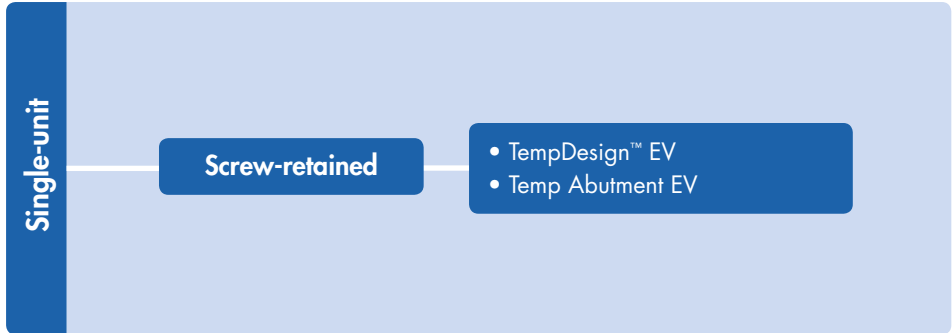 Single-unit
Screw-retained
• TempDesign™ EV
• Temp Abutment EV